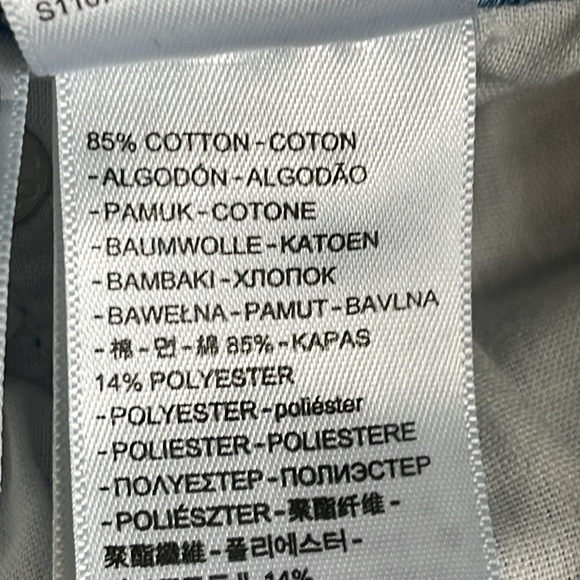 85% COTTON-COTON
-ALGODÓN-ALGODÃO
-PAMUK-COTONE
-BAUMWOLLE-KATOEN
-BAMBAKI-ХЛОПОК
-BAWEŁNA-PAMUT-BAVLNA
-棉-면-綿 85%-KAPAS
14% POLYESTER
-POLYESTER-poliéster
-POLIESTER-POLIESTERE
-ΠΟΛΥΕΣΤΕΡ-ПОЛИЭСТЕР
-POLIÉSZTER-聚酯纤维-
聚酯纖維-폴리에스터-
14%